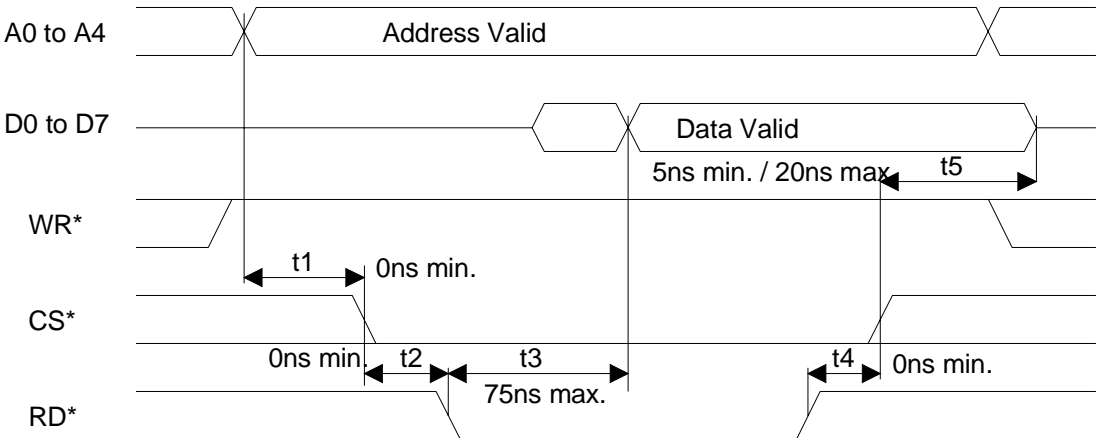 A0 to A4
Address Valid
D0 to D7
Data Valid
5ns min. / 20ns max
t5
WR*
t1
0ns min.
CS*
0ns min.
t2
t3
t4
0ns min.
75ns max.
RD*